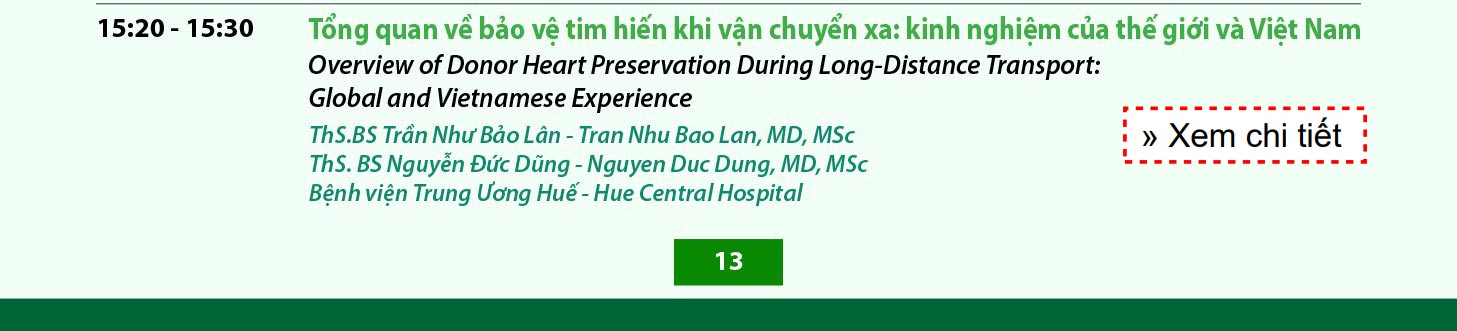 15:20 - 15:30 Tổng quan về bảo vệ tim hiến khi vận chuyển xa: kinh nghiệm của thế giới và Việt Nam
Overview of Donor Heart Preservation During Long-Distance Transport:
Global and Vietnamese Experience
ThS.BS Trần Như Bảo Lân - Tran Nhu Bao Lan, MD, MSc
» Xem chi tiết
ThS. BS Nguyễn Đức Dũng - Nguyen Duc Dung, MD, MSc
Bệnh viện Trung Ương Huế - Hue Central Hospital
13